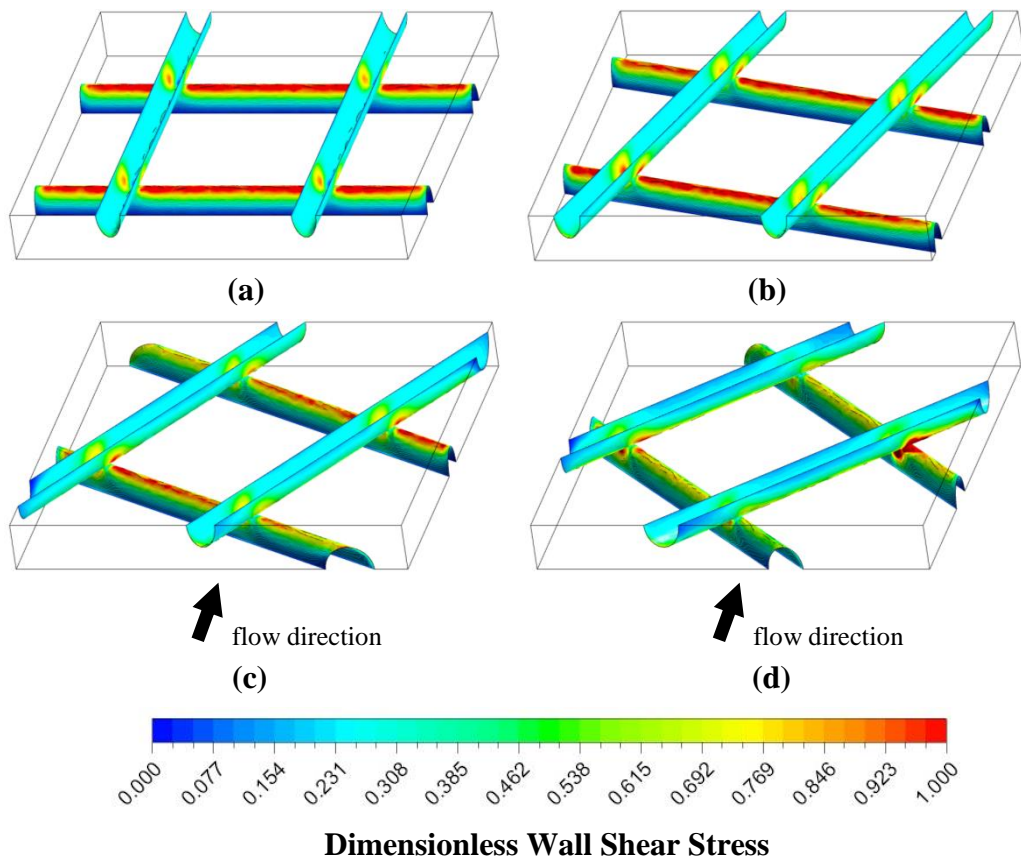 (a) (b)
flow direction flow direction
(c) (d)
0.000 0.077 0.154 0.231 0.308 0.385 0.462 0.538 0.615 0.692 0.769 0.846 0.923 1.000
Dimensionless Wall Shear Stress